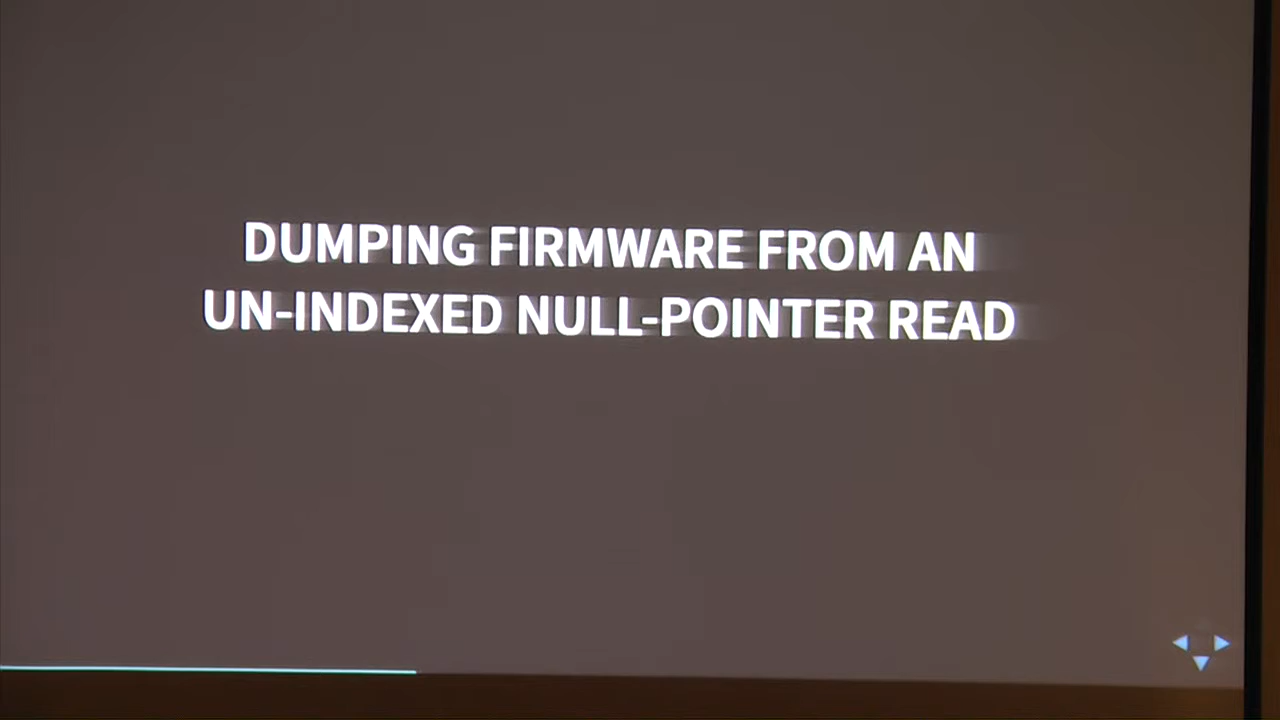 DUMPING FIRMWARE FROM AN
UN-INDEXED NULL-POINTER READ